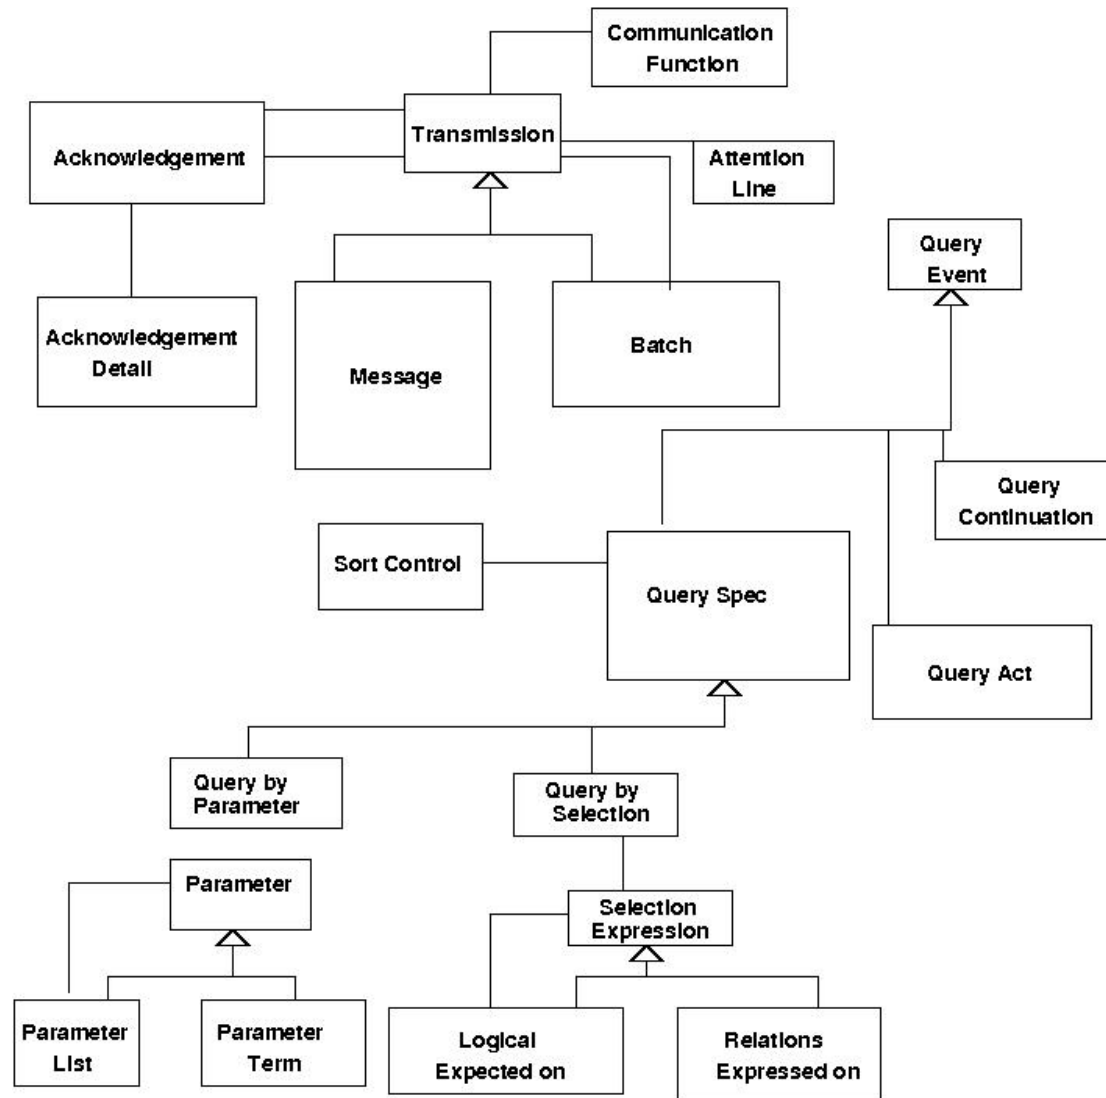 Communication
Function
Transmission
Acknowledgement
Attention
Line
Query
Event
Acknowledgement
Detail
Message
Batch
Query
Continuation
Sort Control
Query Spec
Query Act
Query by
Parameter
Query by
Selection
Parameter
Selection
Expression
Parameter
List
Parameter
Term
Logical
Expected on
Relations
Expressed on